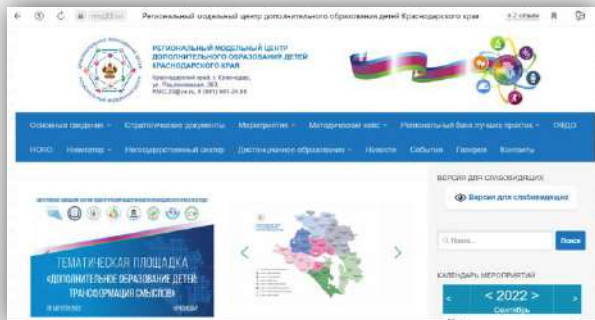 Региональный модельный центр дополнительного образования детей Краснодарского края
РЕГИОНАЛЬНЫЙ МОДЕЛЬНЫЙ ЦЕНТР
ДОПОЛНИТЕЛЬНОГО ОБРАЗОВАНИЯ ДЕТЕЙ
КРАСНОДАРСКОГО КРАЯ
Краснодарский край, г. Краснодар,
Основные сведения
Стратегические документы
Мероприятия
Методический кейс
Региональный банк лучших практик
НОКО
Навигатор
Негосударственный сектор
Дистанционное образование
Новости
События
Галерея
Контакты
ВЕРСИЯ ДЛЯ СЛАБОВИДЯЩИХ
Версия для слабовидящих
Поиск...
Поиск
ТЕМАТИЧЕСКАЯ ПЛОЩАДКА
«ДОПОЛНИТЕЛЬНОЕ ОБРАЗОВАНИЕ ДЕТЕЙ:
ТРАНСФОРМАЦИЯ СМЫСЛОВ»
КРАСНОДАР
КАЛЕНДАРЬ МЕРОПРИЯТИЙ
< 2022 >
Сентябрь